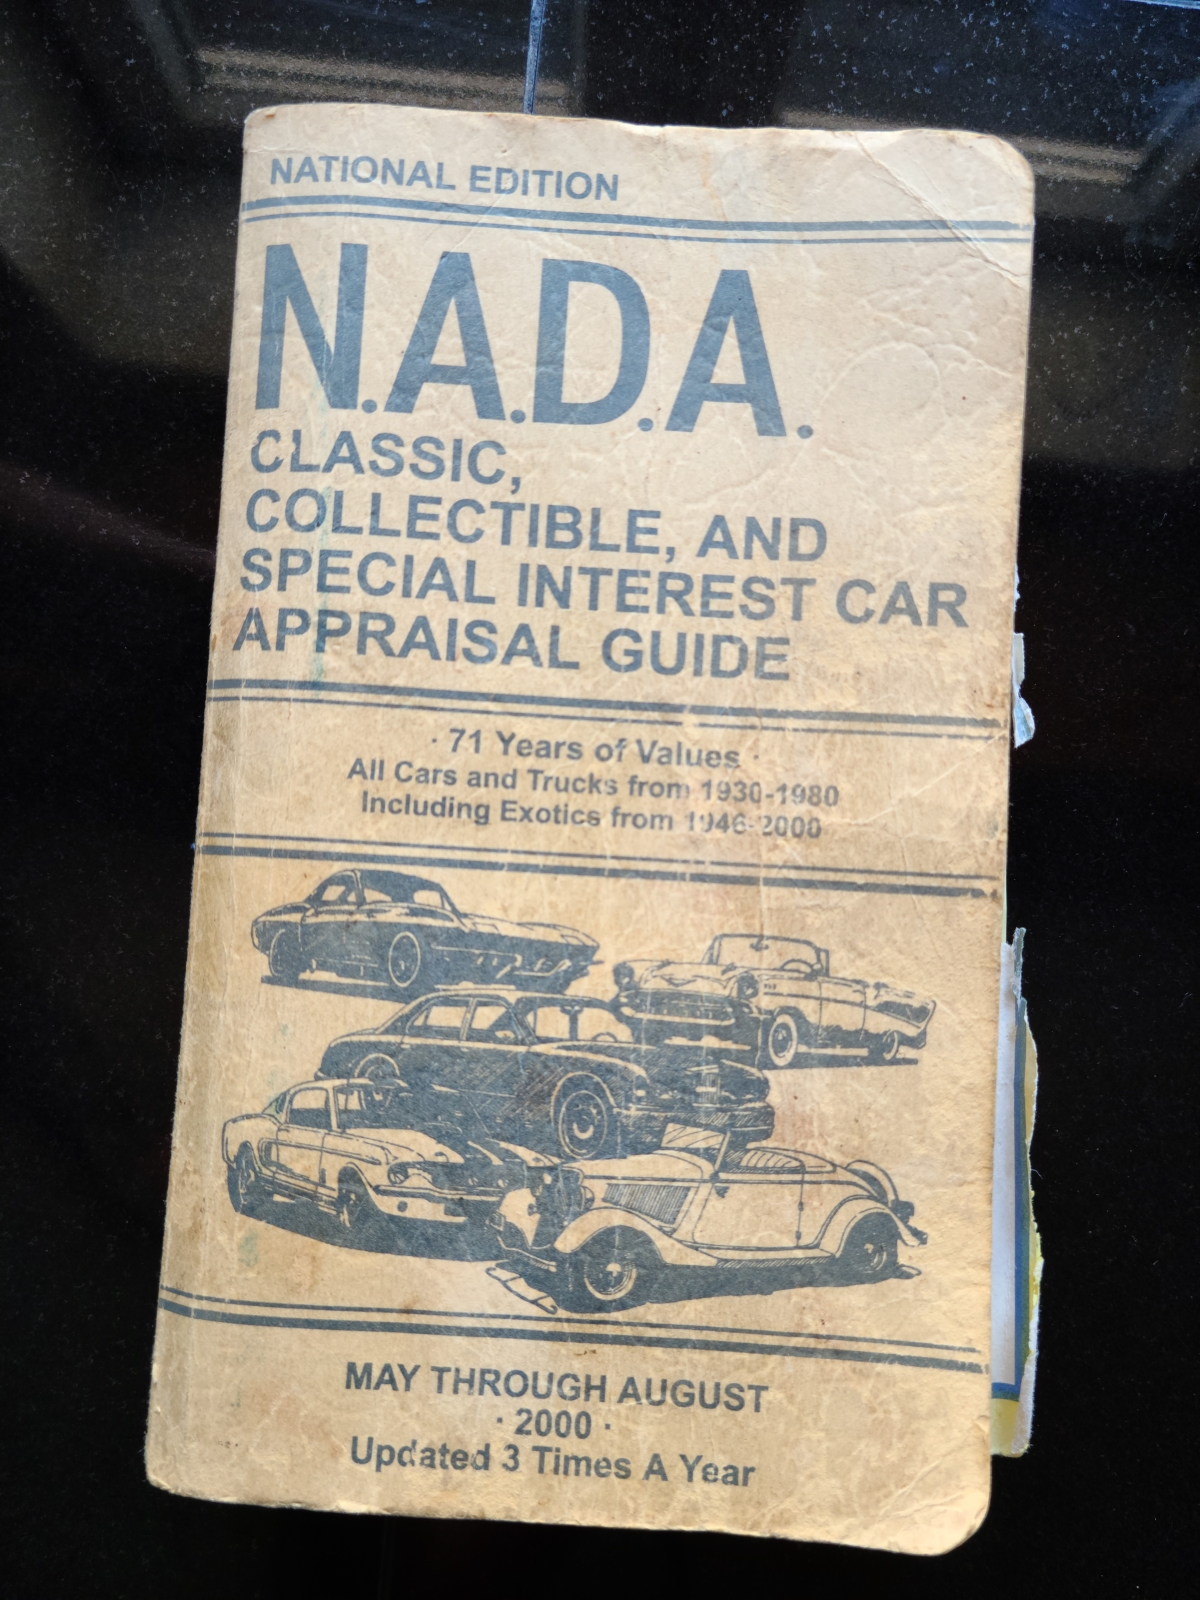 NATIONAL EDITION
N.A.D.A.
CLASSIC,
COLLECTIBLE, AND
SPECIAL INTEREST CAR
APPRAISAL GUIDE
· 71 Years of Values ·
All Cars and Trucks from 1930-1980
Including Exotics from 1946-2000
MAY THROUGH AUGUST
· 2000 ·
Updated 3 Times A Year